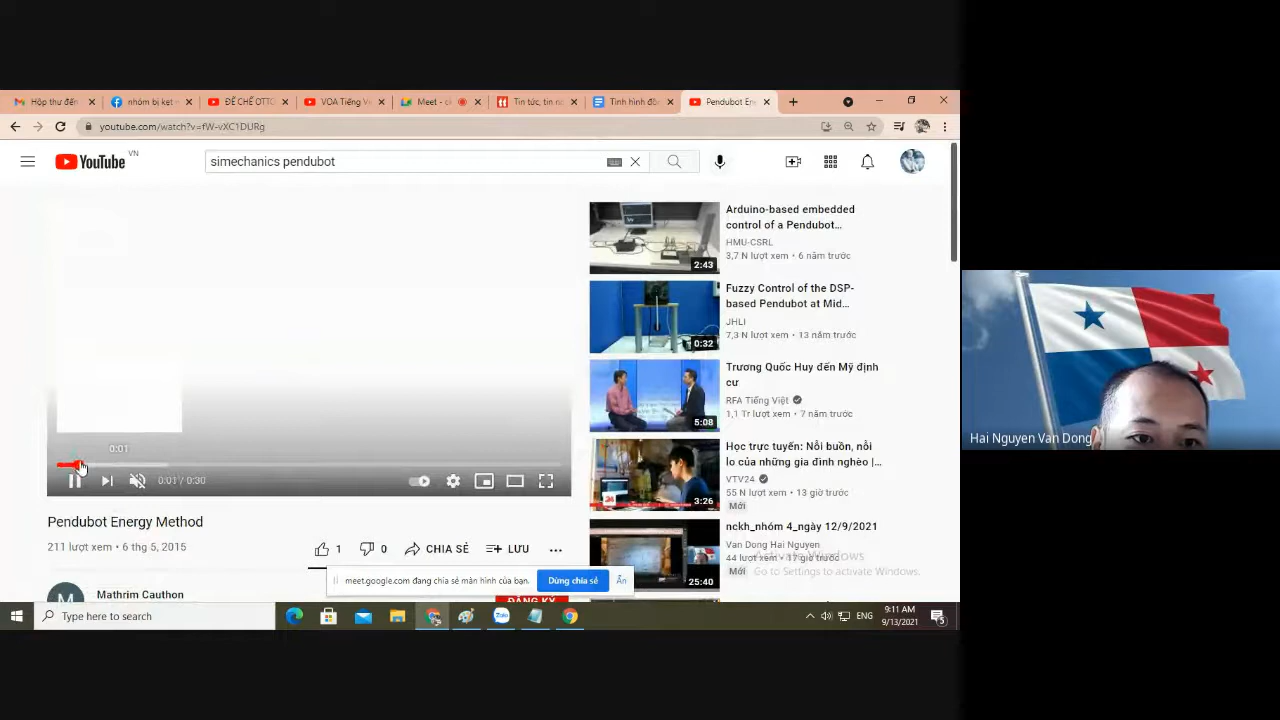 Hộp thư đến
nhóm bị kẹt
ĐẾ CHẾ OTTO
VOA Tiếng V
Meet - c
Tin tức, tin n
Tình hình đồ
Pendubot En
youtube.com/watch?v=fW-vXC1DURg
YouTube VN
simechanics pendubot
Arduino-based embedded
control of a Pendubot...
HMU-CSRL
3,7 N lượt xem • 6 năm trước
2:43
Fuzzy Control of the DSP-
based Pendubot at Mid...
JHLI
7,3 N lượt xem • 13 năm trước
0:32
Trương Quốc Huy đến Mỹ định
cư
RFA Tiếng Việt
1,1 Tr lượt xem • 7 năm trước
5:08
Học trực tuyến: Nỗi buồn, nỗi
lo của những gia đình nghèo |...
VTV24
55 N lượt xem • 13 giờ trước
Mới
3:26
nckh_nhóm 4_ngày 12/9/2021
Van Dong Hai Nguyen
44 lượt xem • 17 giờ trước
Mới
25:40
Activate Windows
Go to Settings to activate Windows.
0:01
0:01 / 0:30
Pendubot Energy Method
211 lượt xem • 6 thg 5, 2015
1
0
CHIA SẺ
LƯU
meet.google.com đang chia sẻ màn hình của bạn.
Dừng chia sẻ
Ẩn
M
Mathrim Cauthon
ĐĂNG KÝ
Type here to search
ENG
9:11 AM
9/13/2021
5
Hai Nguyen Van Dong